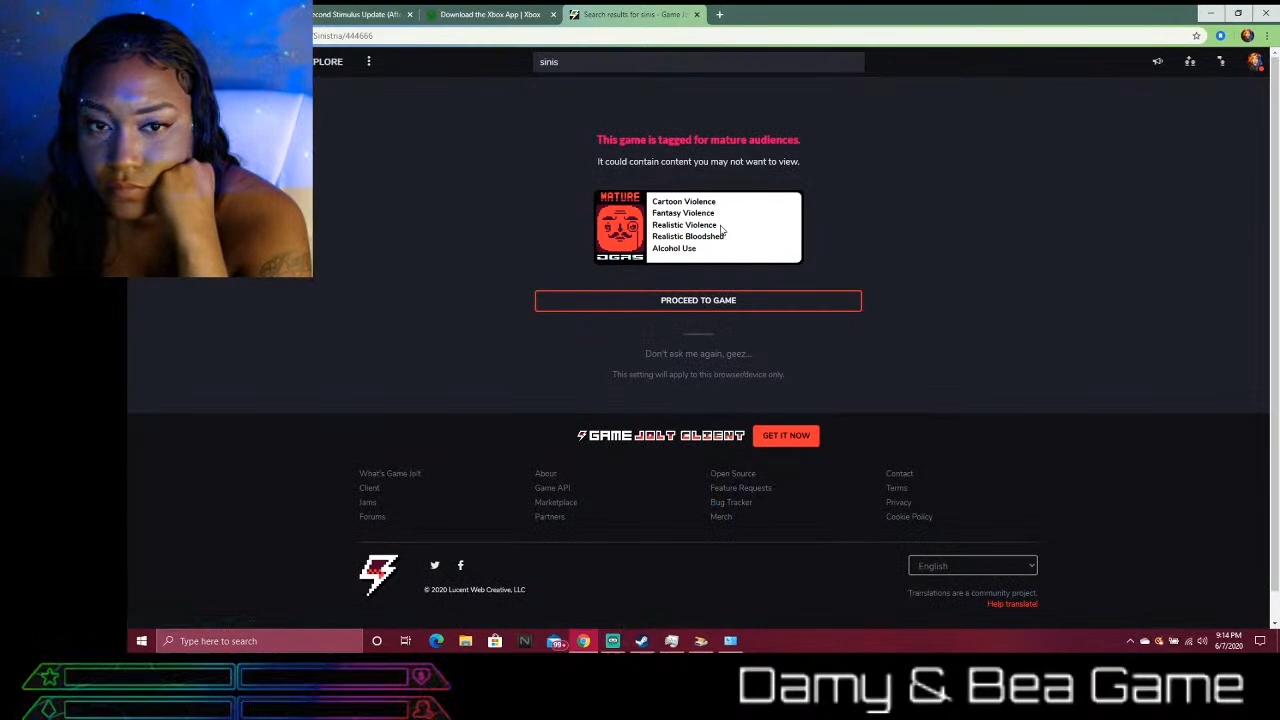 econd Stimulus Update (Afte
Download the Xbox App | Xbox
Search results for sinis - Game Jo
Sinistria/444666
PLORE
sinis
This game is tagged for mature audiences.
It could contain content you may not want to view.
MATURE
JGAS
Cartoon Violence
Fantasy Violence
Realistic Violence
Realistic Bloodshed
Alcohol Use
PROCEED TO GAME
Don't ask me again, geez...
This setting will apply to this browser/device only.
GAME JOLT CLIENT
GET IT NOW
What's Game Jolt
About
Open Source
Contact
Client
Game API
Feature Requests
Terms
Jams
Marketplace
Bug Tracker
Privacy
Forums
Partners
Merch
Cookie Policy
© 2020 Lucent Web Creative, LLC
English
Translations are a community project.
Help translate!
Type here to search
99+
9:14 PM
6/7/2020
Damy & Bea Game